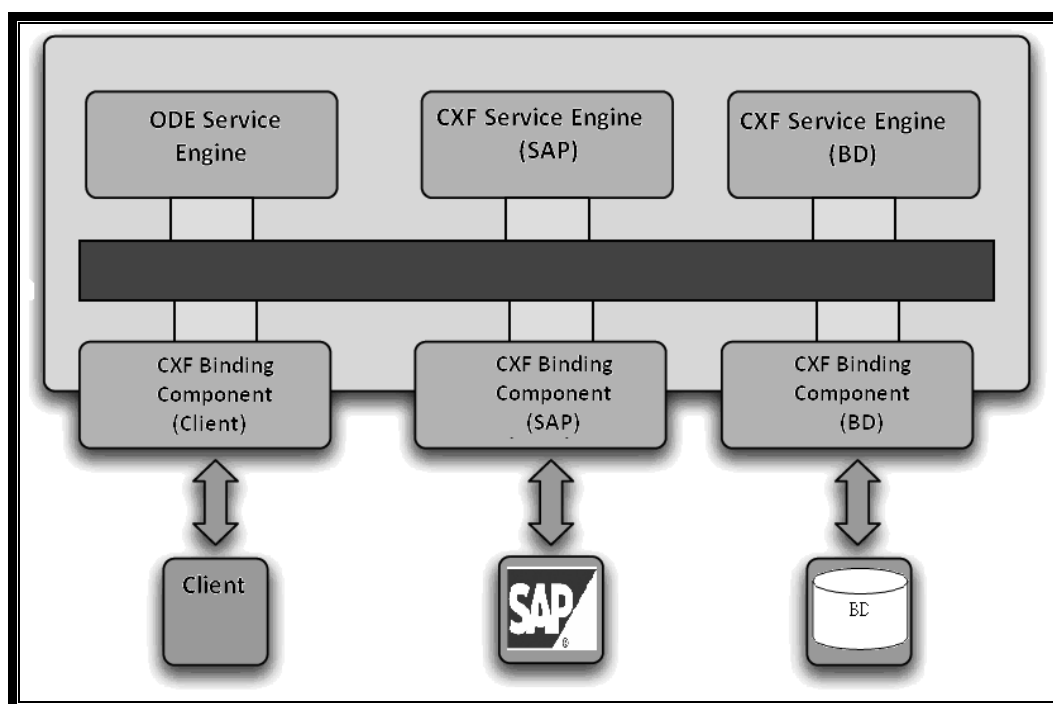 ODE Service
Engine
CXF Service Engine
(SAP)
CXF Service Engine
(BD)
CXF Binding
Component
(Client)
CXF Binding
Component
(SAP)
CXF Binding
Component
(BD)
Client
SAP
®
BD